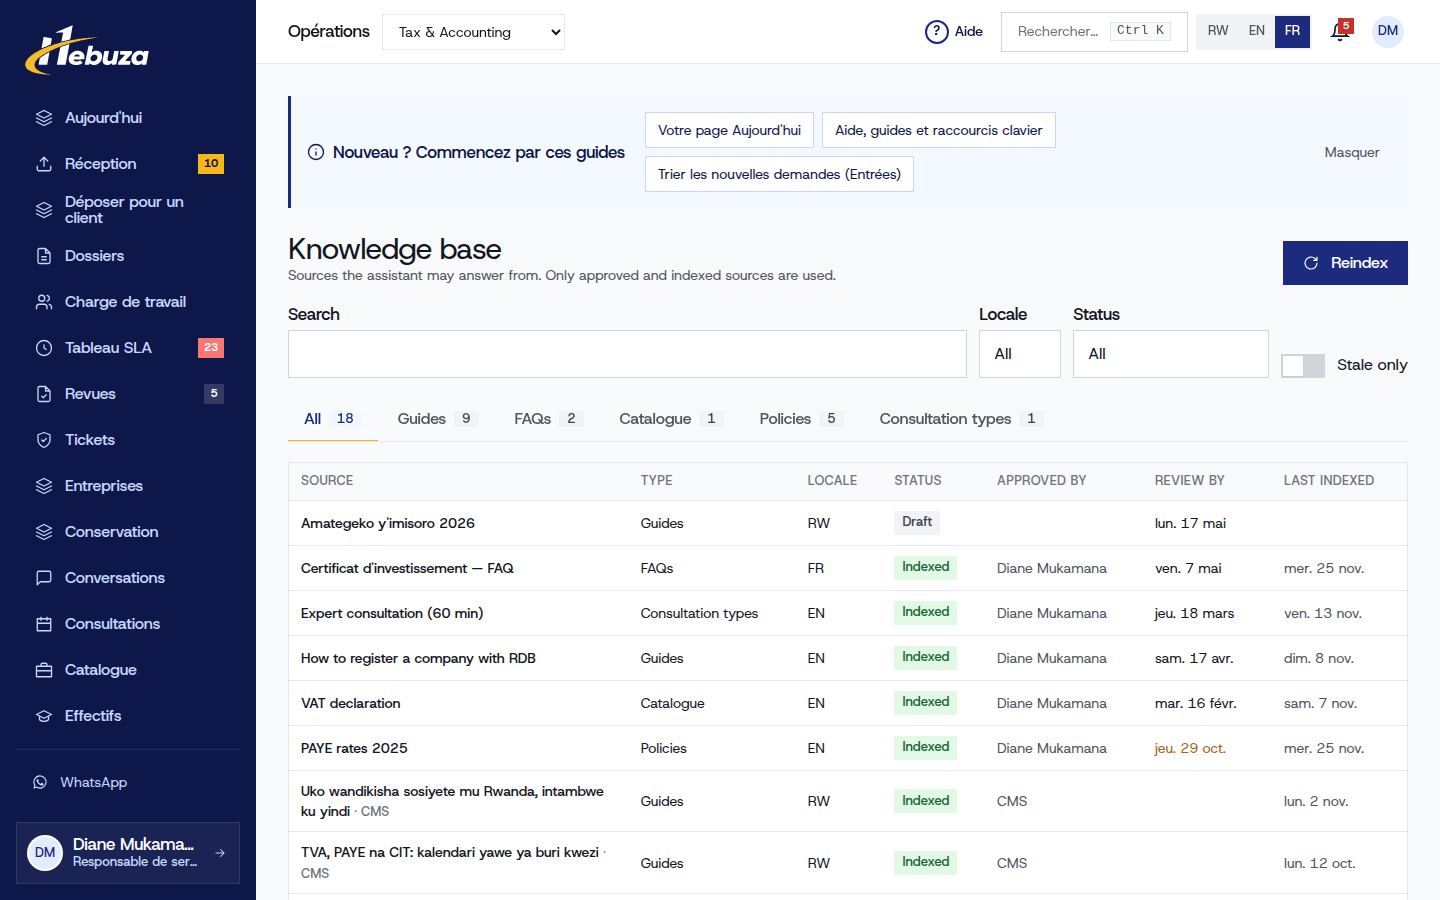 Hebuza
Opérations
Tax & Accounting
? Aide
Rechercher... Ctrl K
RW EN FR
5
DM
Aujourd'hui
Réception 10
Déposer pour un
client
Dossiers
Charge de travail
Tableau SLA 23
Revues 5
Tickets
Entreprises
Conservation
Conversations
Consultations
Catalogue
Effectifs
WhatsApp
DM Diane Mukama...
Responsable de ser...
Nouveau ? Commencez par ces guides
Votre page Aujourd'hui
Aide, guides et raccourcis clavier
Trier les nouvelles demandes (Entrées)
Masquer
Knowledge base
Sources the assistant may answer from. Only approved and indexed sources are used.
Reindex
Search Locale Status
All All Stale only
All 18 Guides 9 FAQs 2 Catalogue 1 Policies 5 Consultation types 1
SOURCE TYPE LOCALE STATUS APPROVED BY REVIEW BY LAST INDEXED
Amategeko y'imisoro 2026 Guides RW Draft lun. 17 mai
Certificat d'investissement — FAQ FAQs FR Indexed Diane Mukamana ven. 7 mai mer. 25 nov.
Expert consultation (60 min) Consultation types EN Indexed Diane Mukamana jeu. 18 mars ven. 13 nov.
How to register a company with RDB Guides EN Indexed Diane Mukamana sam. 17 avr. dim. 8 nov.
VAT declaration Catalogue EN Indexed Diane Mukamana mar. 16 févr. sam. 7 nov.
PAYE rates 2025 Policies EN Indexed Diane Mukamana jeu. 29 oct. mer. 25 nov.
Uko wandikisha sosiyete mu Rwanda, intambwe
ku yindi · CMS Guides RW Indexed CMS lun. 2 nov.
TVA, PAYE na CIT: kalendari yawe ya buri kwezi ·
CMS Guides RW Indexed CMS lun. 12 oct.